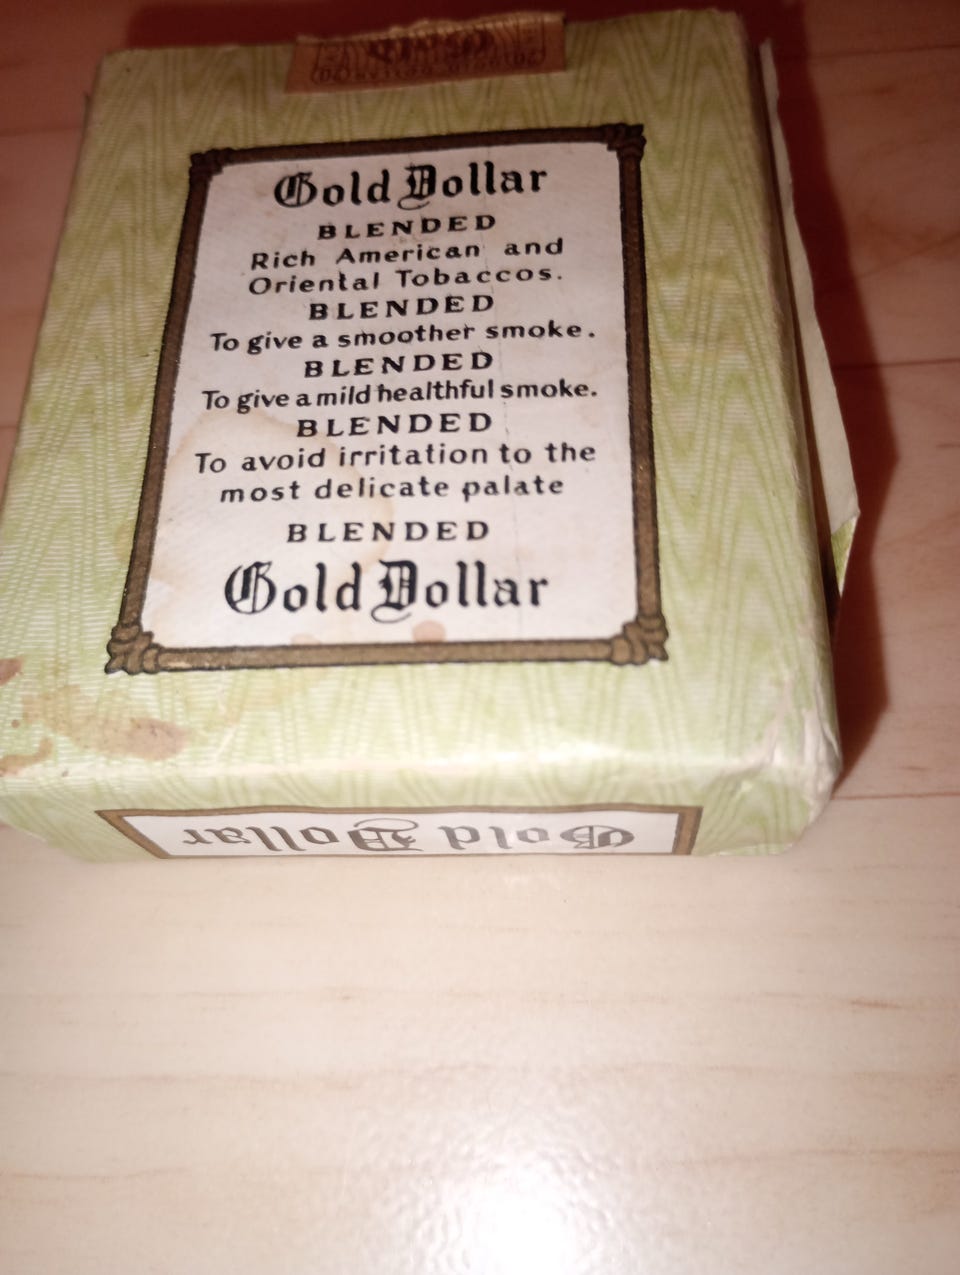 Gold Dollar
BLENDED
Rich American and
Oriental Tobaccos.
BLENDED
To give a smoother smoke.
BLENDED
To give a mild healthful smoke.
BLENDED
To avoid irritation to the
most delicate palate
BLENDED
Gold Dollar
Gold Dollar